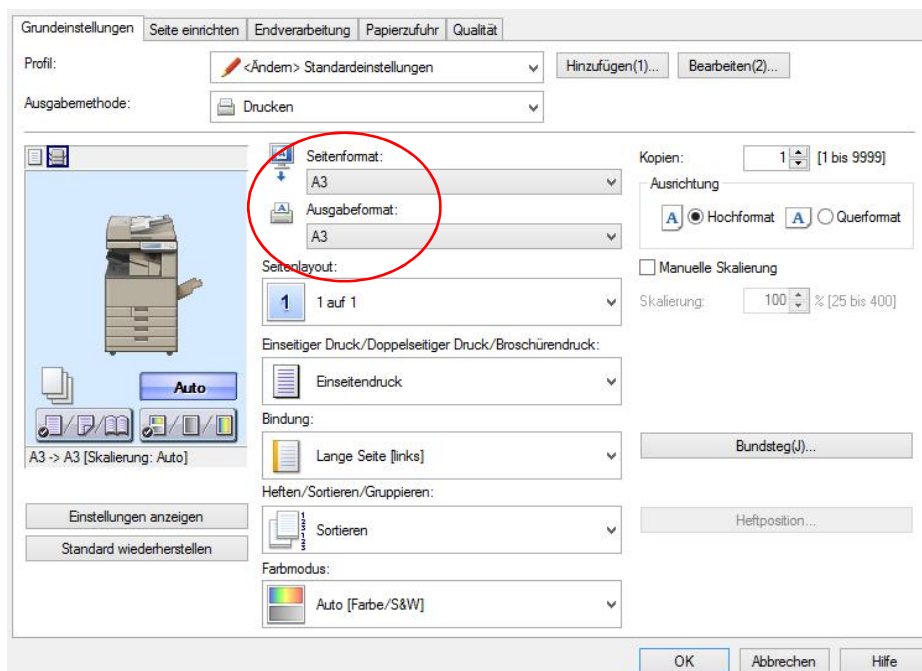 Grundeinstellungen Seite einrichten Endverarbeitung Papierzufuhr Qualität
Profil: <Ändern> Standardeinstellungen Hinzufügen(1)... Bearbeiten(2)...
Ausgabemethode: Drucken
Seitenformat:
A3
Ausgabeformat:
A3
Seitenlayout:
1 1 auf 1
Einseitiger Druck/Doppelseitiger Druck/Broschürendruck:
Einseitendruck
Bindung:
Lange Seite [links]
Heften/Sortieren/Gruppieren:
Sortieren
Farbmodus:
Auto [Farbe/S&W]
Kopien: 1 [1 bis 9999]
Ausrichtung
A Hochformat A Querformat
Manuelle Skalierung
Skalierung: 100 % [25 bis 400]
Bundsteg(J)...
Heftposition...
Auto
A3 -> A3 [Skalierung: Auto]
Einstellungen anzeigen
Standard wiederherstellen
OK Abbrechen Hilfe